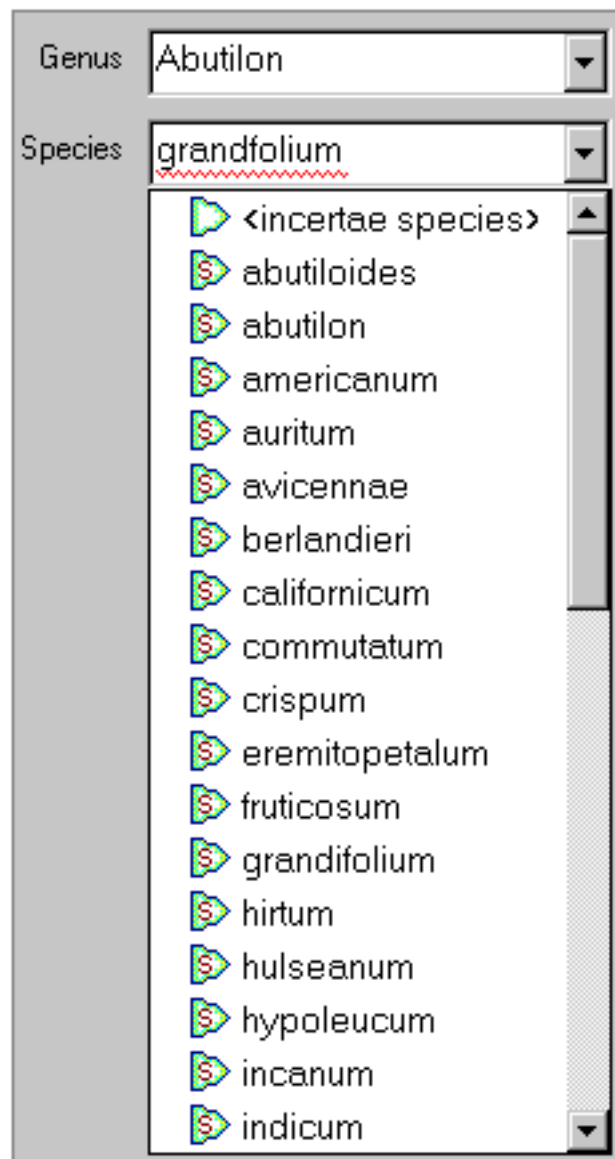 Genus Abutilon
Species grandfolium
<incertae species>
S abutiloides
S abutilon
S americanum
S auritum
S avicennae
S berlandieri
S californicum
S commutatum
S crispum
S eremitopetalum
S fruticosum
S grandifolium
S hirtum
S hulseanum
S hypoleucum
S incanum
S indicum